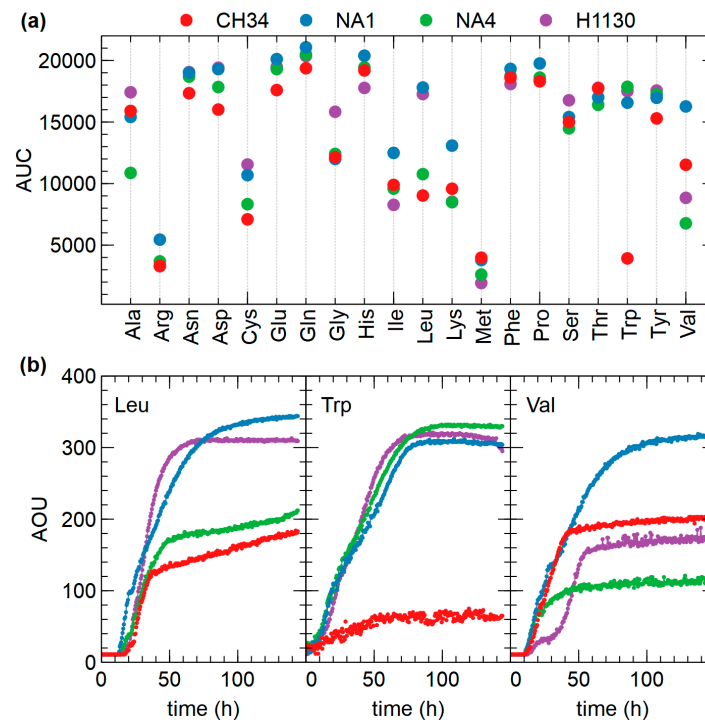 (a) CH34 NA1 NA4 H1130
20000
15000
10000
5000
AUC
Ala Arg Asn Asp Cys Glu Gln Gly His Ile Leu Lys Met Phe Pro Ser Thr Trp Tyr Val
(b)
400
300
200
100
0
AOU
Leu Trp Val
0 50 100 0 50 100 0 50 100
time (h) time (h) time (h)